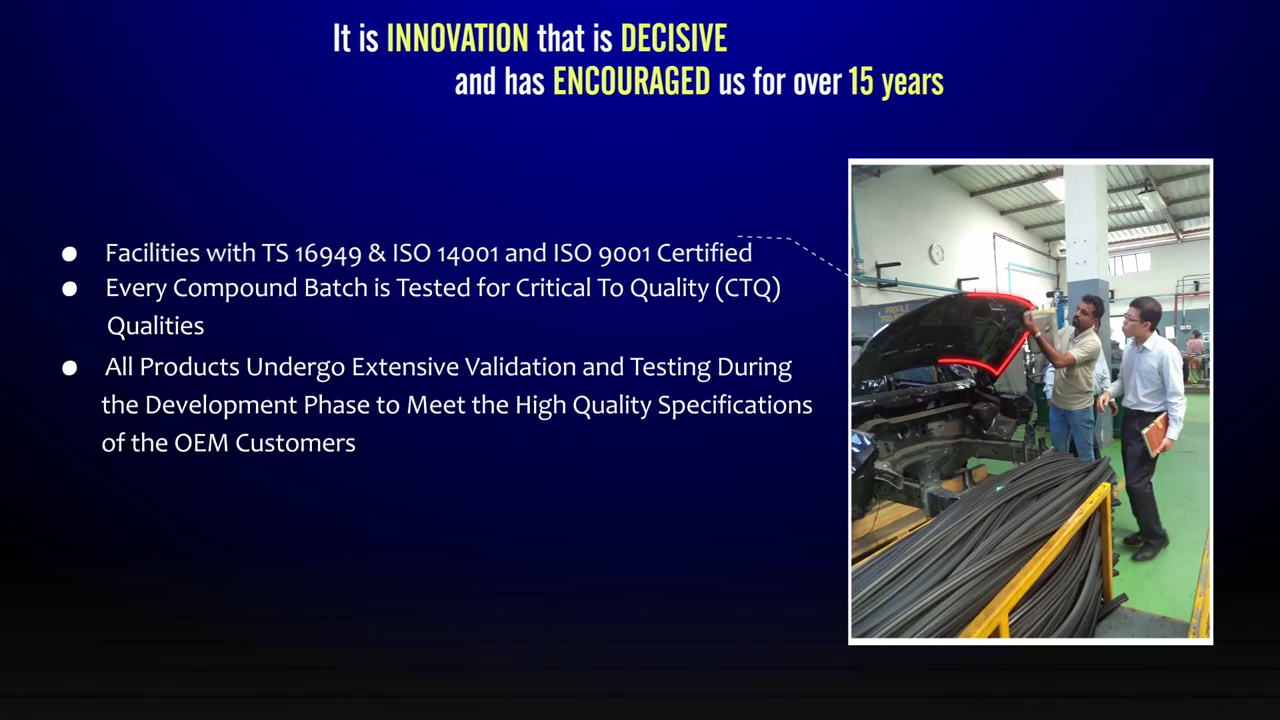 It is INNOVATION that is DECISIVE
and has ENCOURAGED us for over 15 years
● Facilities with TS 16949 & ISO 14001 and ISO 9001 Certified
● Every Compound Batch is Tested for Critical To Quality (CTQ)
Qualities
● All Products Undergo Extensive Validation and Testing During
the Development Phase to Meet the High Quality Specifications
of the OEM Customers
PROFILE